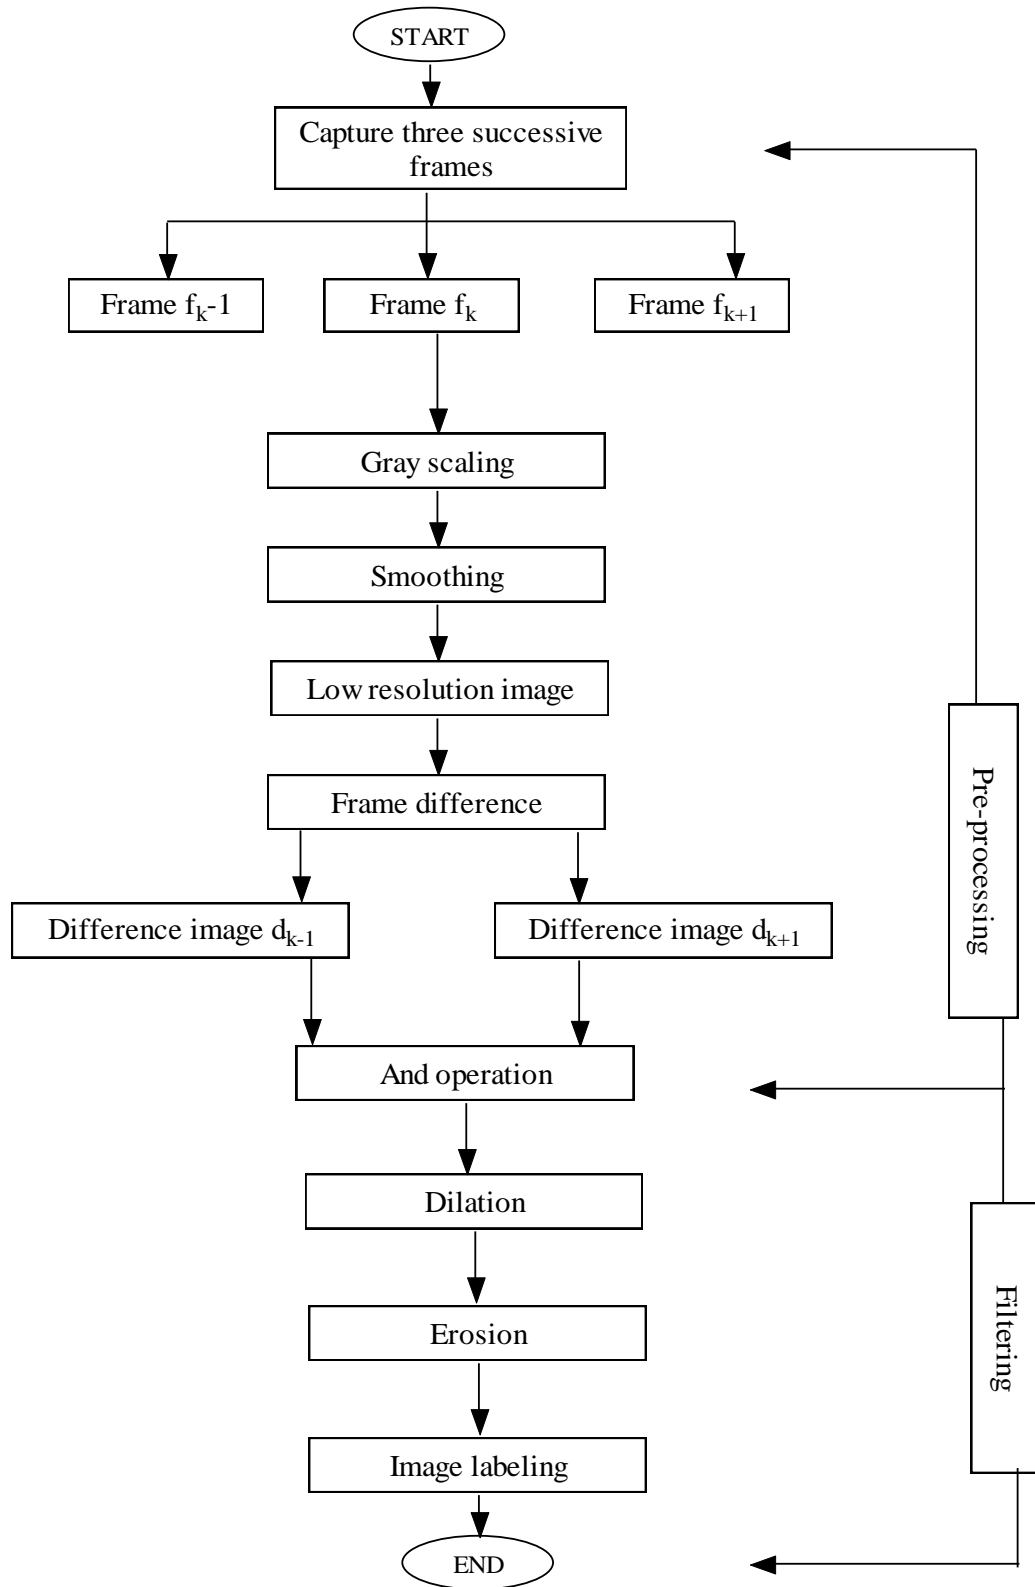 START
Capture three successive
frames
Frame fk-1
Frame fk
Frame fk+1
Gray scaling
Smoothing
Low resolution image
Frame difference
Difference image dk-1
Difference image dk+1
And operation
Dilation
Erosion
Image labeling
END
Pre-processing
Filtering